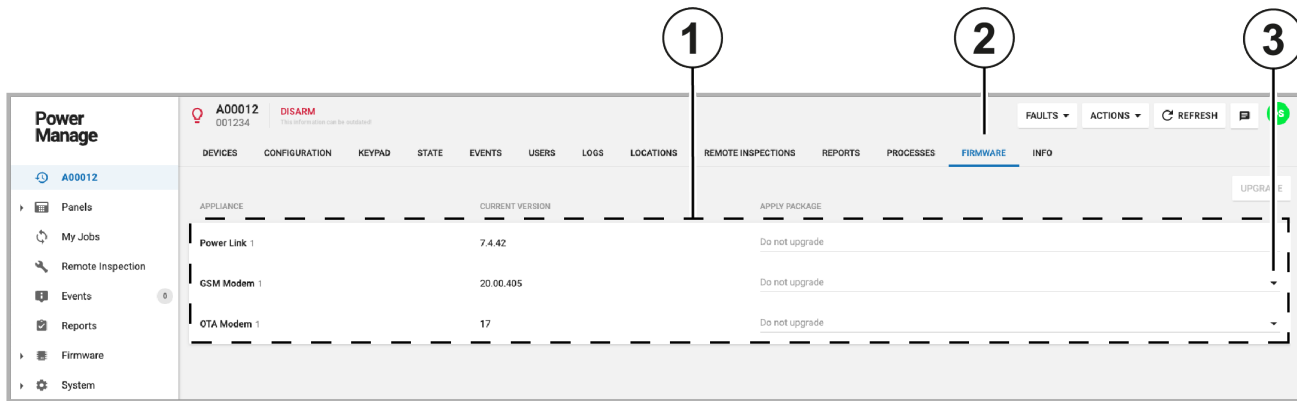 1 2 3
Power
Manage
A00012 DISARM
001234 This information can be outdated!
FAULTS ACTIONS REFRESH S
DEVICES CONFIGURATION KEYPAD STATE EVENTS USERS LOGS LOCATIONS REMOTE INSPECTIONS REPORTS PROCESSES FIRMWARE INFO
A00012
UPGRADE
Panels
APPLIANCE CURRENT VERSION APPLY PACKAGE
My Jobs
Power Link 1 7.4.42 Do not upgrade
Remote Inspection
GSM Modem 1 20.00.405 Do not upgrade
Events 0
Reports
OTA Modem 1 17 Do not upgrade
Firmware
System